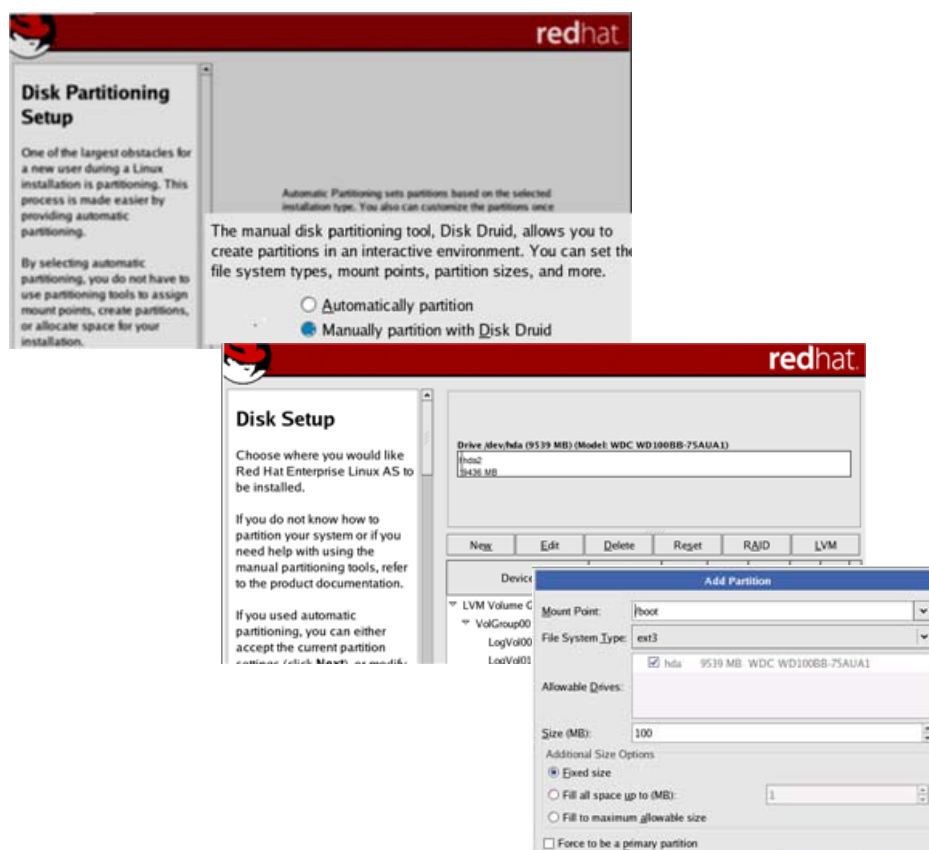 redhat.
Disk Partitioning
Setup
One of the largest obstacles for
a new user during a Linux
installation is partitioning. This
process is made easier by
providing automatic
partitioning.
By selecting automatic
partitioning, you do not have to
use partitioning tools to assign
mount points, create partitions,
or allocate space for your
installation.
Automatic Partitioning sets partitions based on the selected
installation type. You also can customize the partitions once
The manual disk partitioning tool, Disk Druid, allows you to
create partitions in an interactive environment. You can set the
file system types, mount points, partition sizes, and more.
Automatically partition
Manually partition with Disk Druid
redhat.
Disk Setup
Choose where you would like
Red Hat Enterprise Linux AS to
be installed.
If you do not know how to
partition your system or if you
need help with using the
manual partitioning tools, refer
to the product documentation.
If you used automatic
partitioning, you can either
accept the current partition
settings (click Next), or modify
Drive /dev/hda (9539 MB) (Model: WDC WD100BB-75AUA1)
hda2
9436 MB
New Edit Delete Reset RAID LVM
Device
LVM Volume G
VolGroup00
LogVol00
LogVol01
Add Partition
Mount Point: /boot
File System Type: ext3
hda 9539 MB WDC WD100BB-75AUA1
Allowable Drives:
Size (MB): 100
Additional Size Options
Fixed size
Fill all space up to (MB): 1
Fill to maximum allowable size
Force to be a primary partition